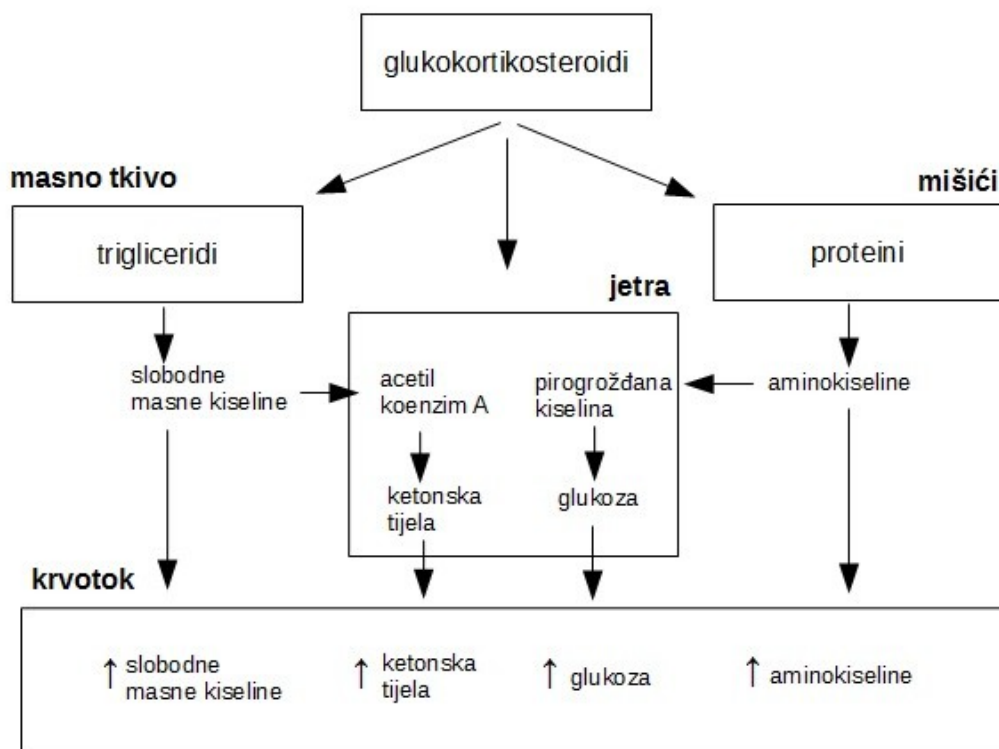 glukokortikosteroidi
masno tkivo
mišići
trigliceridi
proteini
jetra
slobodne
masne kiseline
acetil
koenzim A
pirogrožđana
kiselina
aminokiseline
ketonska
tijela
glukoza
krvotok
↑ slobodne
masne kiseline
↑ ketonska
tijela
↑ glukoza
↑ aminokiseline